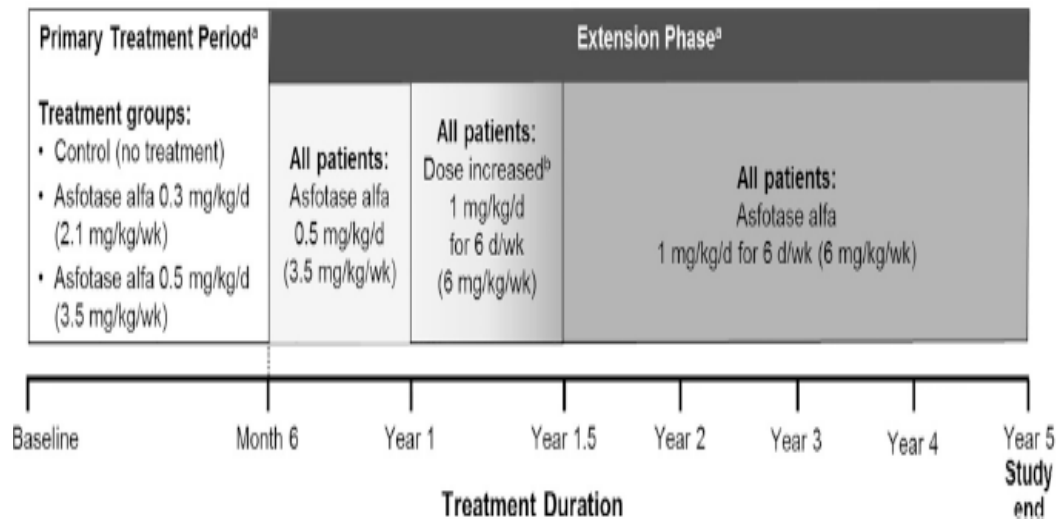 Primary Treatment Periodᵃ
Extension Phaseᵃ
Treatment groups:
• Control (no treatment)
• Asfotase alfa 0.3 mg/kg/d
(2.1 mg/kg/wk)
• Asfotase alfa 0.5 mg/kg/d
(3.5 mg/kg/wk)
All patients:
Asfotase alfa
0.5 mg/kg/d
(3.5 mg/kg/wk)
All patients:
Dose increasedᵇ
1 mg/kg/d
for 6 d/wk
(6 mg/kg/wk)
All patients:
Asfotase alfa
1 mg/kg/d for 6 d/wk (6 mg/kg/wk)
Baseline
Month 6
Year 1
Year 1.5
Year 2
Year 3
Year 4
Year 5
Study
end
Treatment Duration